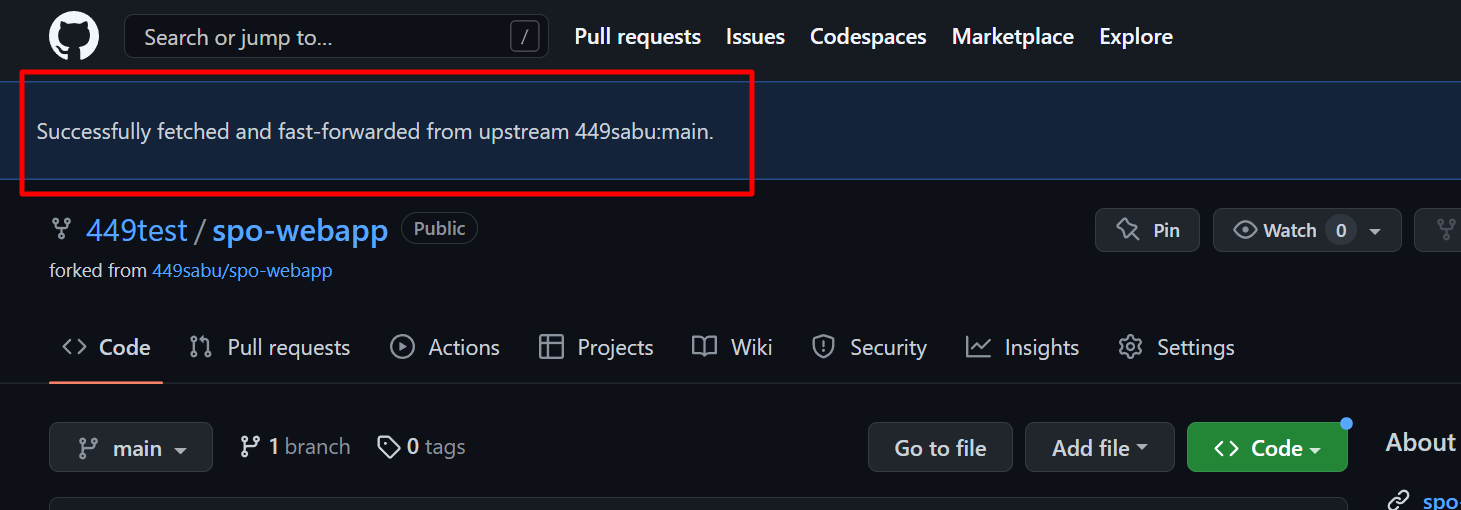 Search or jump to... / Pull requests Issues Codespaces Marketplace Explore
Successfully fetched and fast-forwarded from upstream 449sabu:main.
449test / spo-webapp Public Pin Watch 0
forked from 449sabu/spo-webapp
Code Pull requests Actions Projects Wiki Security Insights Settings
main 1 branch 0 tags Go to file Add file Code About
spo-